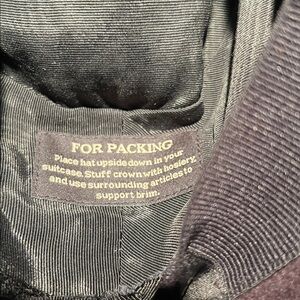 FOR PACKING
Place hat upside down in your
suitcase. Stuff crown with hosiery,
and use surrounding articles to
support brim.